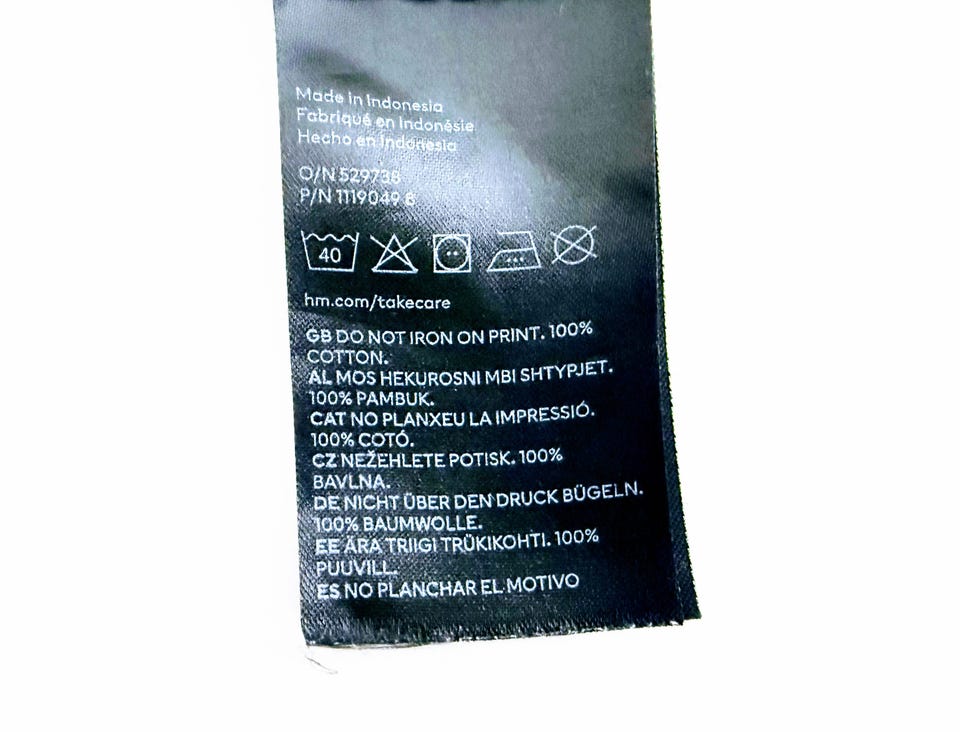 Made in Indonesia
Fabriqué en Indonésie
Hecho en Indonesia
O/N 529738
P/N 1119049 8
40
hm.com/takecare
GB DO NOT IRON ON PRINT. 100%
COTTON.
AL MOS HEKUROSNI MBI SHTYPJET.
100% PAMBUK.
CAT NO PLANXEU LA IMPRESSIÓ.
100% COTÓ.
CZ NEŽEHLETE POTISK. 100%
BAVLNA.
DE NICHT ÜBER DEN DRUCK BÜGELN.
100% BAUMWOLLE.
EE ÄRA TRIIGI TRÜKIKOHTI. 100%
PUUVILL.
ES NO PLANCHAR EL MOTIVO